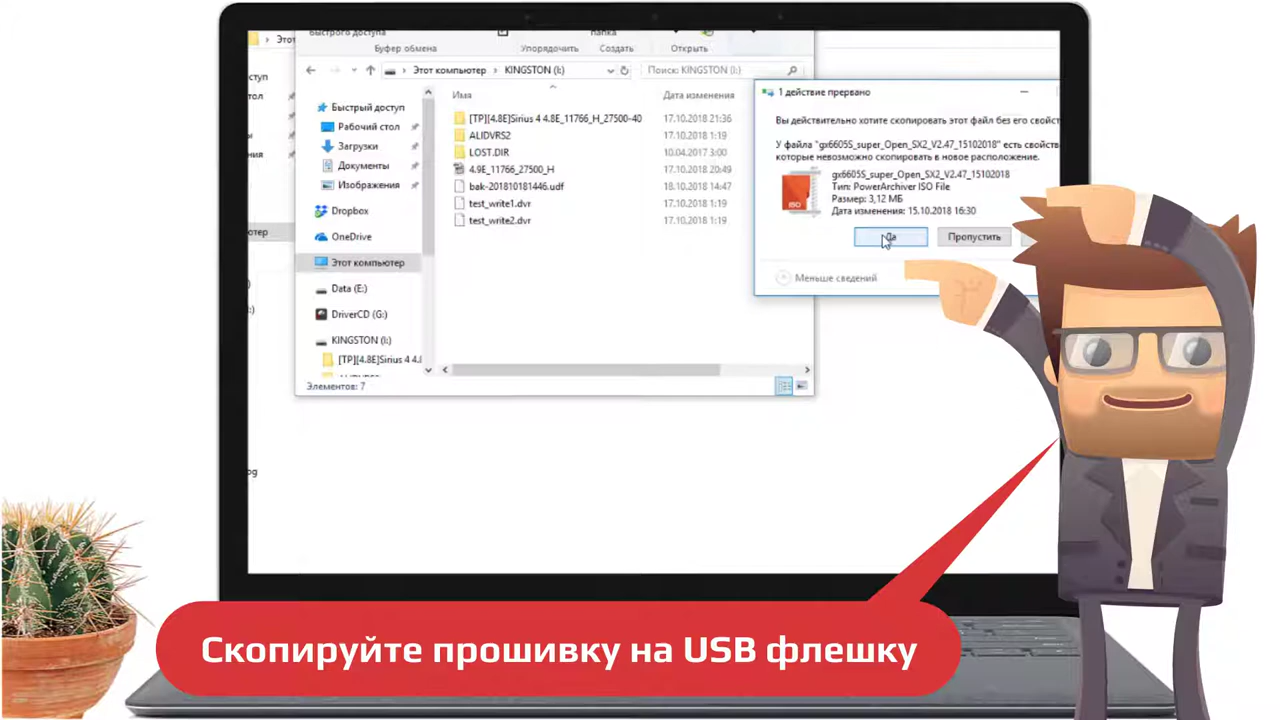 быстрого доступа
папка
Буфер обмена
Упорядочить
Создать
Открыть
Этот компьютер
KINGSTON (I:)
Поиск: KINGSTON (I:)
Быстрый доступ
Рабочий стол
Загрузки
Документы
Изображения
Dropbox
OneDrive
Этот компьютер
Data (E:)
DriverCD (G:)
KINGSTON (I:)
[TP][4.8E]Sirius 4 4.8
Имя Дата изменения
[TP][4.8E]Sirius 4 4.8E_11766_H_27500-40 17.10.2018 21:36
ALIDVRS2 17.10.2018 1:19
LOST.DIR 10.04.2017 3:00
4.9E_11766_27500_H 17.10.2018 20:49
bak-201810181446.udf 18.10.2018 14:47
test_write1.dvr 17.10.2018 1:19
test_write2.dvr 17.10.2018 1:19
Элементов: 7
1 действие прервано
Вы действительно хотите скопировать этот файл без его свойст
У файла "gx6605S_super_Open_SX2_V2.47_15102018" есть свойства
которые невозможно скопировать в новое расположение.
ISO
gx6605S_super_Open_SX2_V2.47_15102018
Тип: PowerArchiver ISO File
Размер: 3,12 МБ
Дата изменения: 15.10.2018 16:30
Да
Пропустить
Меньше сведений
Скопируйте прошивку на USB флешку